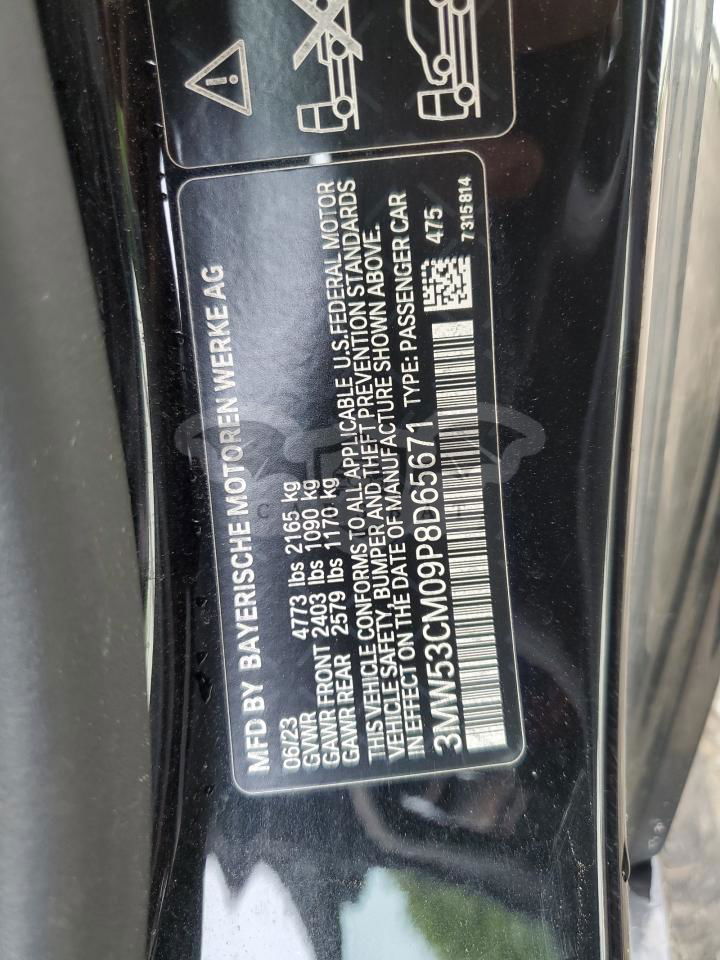 MFD BY BAYERISCHE MOTOREN WERKE AG
06/23
GVWR 4773 lbs 2165 kg
GAWR FRONT 2403 lbs 1090 kg
GAWR REAR 2579 lbs 1170 kg
THIS VEHICLE CONFORMS TO ALL APPLICABLE U.S.FEDERAL MOTOR
VEHICLE SAFETY, BUMPER AND THEFT PREVENTION STANDARDS
IN EFFECT ON THE DATE OF MANUFACTURE SHOWN ABOVE.
3MW53CM09P8D65671 TYPE: PASSENGER CAR
475
7315814